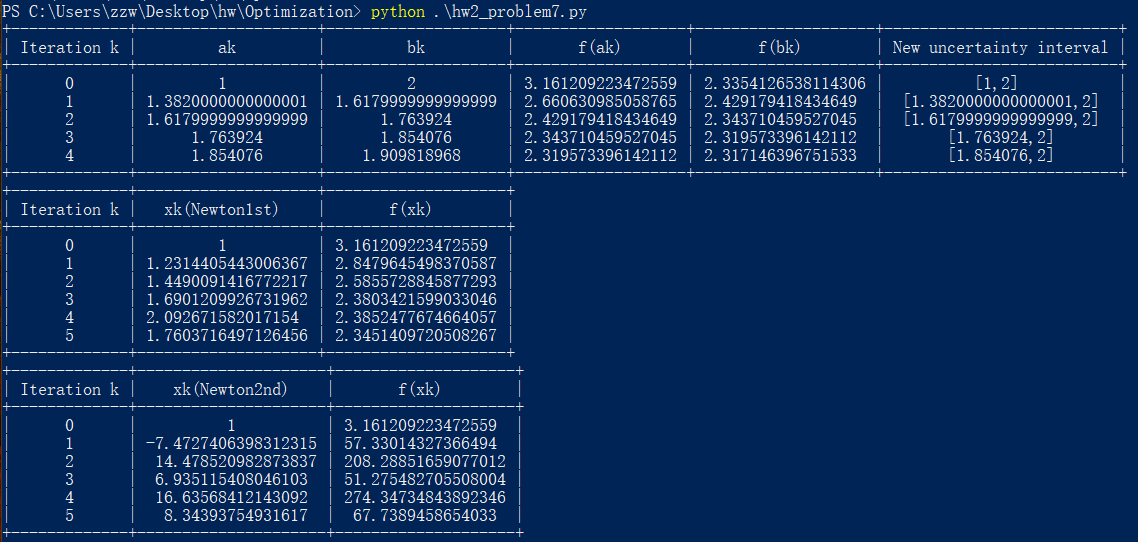 PS C:\Users\zzw\Desktop\hw\Optimization> python .\hw2_problem7.py
Iteration k | ak | bk | f(ak) | f(bk) | New uncertainty interval
0 | 1 | 2 | 3.161209223472559 | 2.3354126538114306 | [1,2]
1 | 1.3820000000000001 | 1.6179999999999999 | 2.660630985058765 | 2.429179418434649 | [1.3820000000000001,2]
2 | 1.6179999999999999 | 1.763924 | 2.429179418434649 | 2.343710459527045 | [1.6179999999999999,2]
3 | 1.763924 | 1.854076 | 2.343710459527045 | 2.319573396142112 | [1.763924,2]
4 | 1.854076 | 1.909818968 | 2.319573396142112 | 2.317146396751533 | [1.854076,2]
Iteration k | xk(Newton1st) | f(xk)
0 | 1 | 3.161209223472559
1 | 1.2314405443006367 | 2.8479645498370587
2 | 1.4490091416772217 | 2.5855728845877293
3 | 1.6901209926731962 | 2.3803421599033046
4 | 2.092671582017154 | 2.3852477674664057
5 | 1.7603716497126456 | 2.3451409720508267
Iteration k | xk(Newton2nd) | f(xk)
0 | 1 | 3.161209223472559
1 | -7.4727406398312315 | 57.33014327366494
2 | 14.478520982873837 | 208.28851659077012
3 | 6.935115408046103 | 51.275482705508004
4 | 16.63568412143092 | 274.34734843892346
5 | 8.34393754931617 | 67.7389458654033